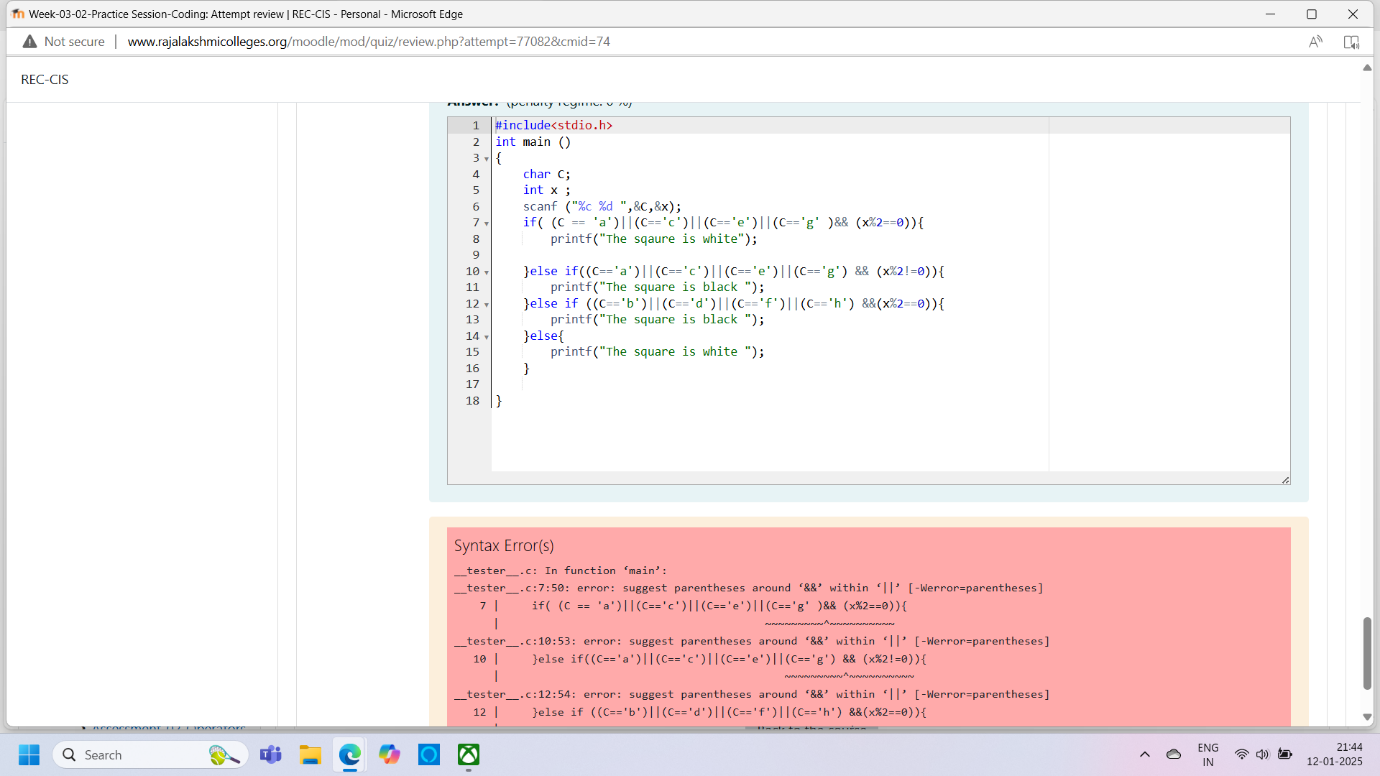 Week-03-02-Practice Session-Coding: Attempt review | REC-CIS - Personal - Microsoft Edge
Not secure | www.rajalakshmicolleges.org/moodle/mod/quiz/review.php?attempt=77082&cmid=74
REC-CIS
Answer: (penalty regime: 0 %)
1 #include<stdio.h>
2 int main ()
3 {
4 char C;
5 int x ;
6 scanf ("%c %d ",&C,&x);
7 if( (C == 'a')||(C=='c')||(C=='e')||(C=='g' )&& (x%2==0)){
8 printf("The sqaure is white");
9
10 }else if((C=='a')||(C=='c')||(C=='e')||(C=='g') && (x%2!=0)){
11 printf("The square is black ");
12 }else if ((C=='b')||(C=='d')||(C=='f')||(C=='h') &&(x%2==0)){
13 printf("The square is black ");
14 }else{
15 printf("The square is white ");
16 }
17
18 }
Syntax Error(s)
__tester__.c: In function ‘main’:
__tester__.c:7:50: error: suggest parentheses around ‘&&’ within ‘||’ [-Werror=parentheses]
7 | if( (C == 'a')||(C=='c')||(C=='e')||(C=='g' )&& (x%2==0)){
| ~~~~~~~~~^~~~~~~~~~~
__tester__.c:10:53: error: suggest parentheses around ‘&&’ within ‘||’ [-Werror=parentheses]
10 | }else if((C=='a')||(C=='c')||(C=='e')||(C=='g') && (x%2!=0)){
| ~~~~~~~~~^~~~~~~~~~~
__tester__.c:12:54: error: suggest parentheses around ‘&&’ within ‘||’ [-Werror=parentheses]
12 | }else if ((C=='b')||(C=='d')||(C=='f')||(C=='h') &&(x%2==0)){
Search
ENG
IN
21:44
12-01-2025